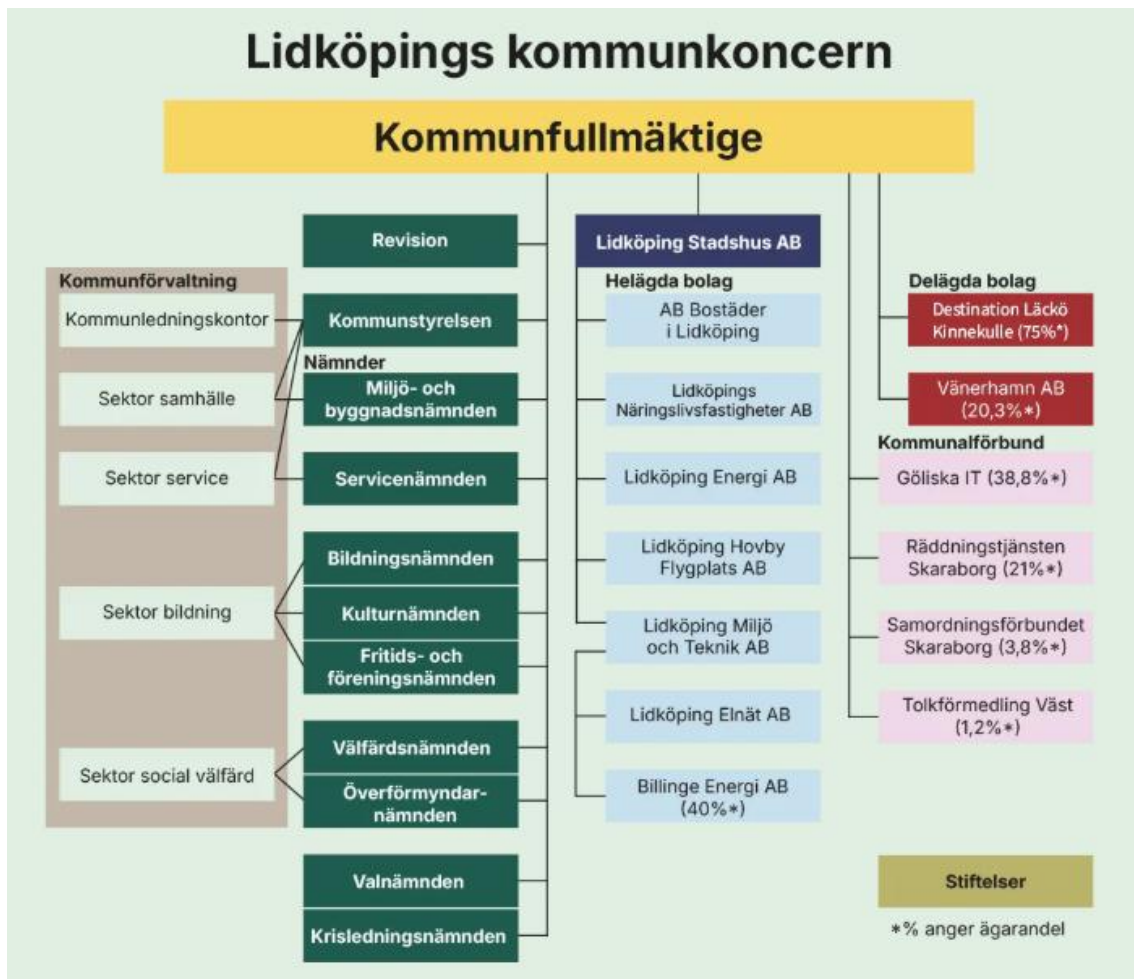 Lidköpings kommunkoncern
Kommunfullmäktige
Revision
Kommunförvaltning
Kommunledningskontor
Sektor samhälle
Sektor service
Sektor bildning
Sektor social välfärd
Kommunstyrelsen
Nämnder
Miljö- och
byggnadsnämnden
Servicenämnden
Bildningsnämnden
Kulturnämnden
Fritids- och
föreningsnämnden
Välfärdsnämnden
Överförmyndar-
nämnden
Valnämnden
Krisledningsnämnden
Lidköping Stadshus AB
Helägda bolag
AB Bostäder
i Lidköping
Lidköpings
Näringslivsfastigheter AB
Lidköping Energi AB
Lidköping Hovby
Flygplats AB
Lidköping Miljö
och Teknik AB
Lidköping Elnät AB
Billinge Energi AB
(40%*)
Delägda bolag
Destination Läckö
Kinnekulle (75%*)
Vänerhamn AB
(20,3%*)
Kommunalförbund
Göliska IT (38,8%*)
Räddningstjänsten
Skaraborg (21%*)
Samordningsförbundet
Skaraborg (3,8%*)
Tolkförmedling Väst
(1,2%*)
Stiftelser
*% anger ägarandel